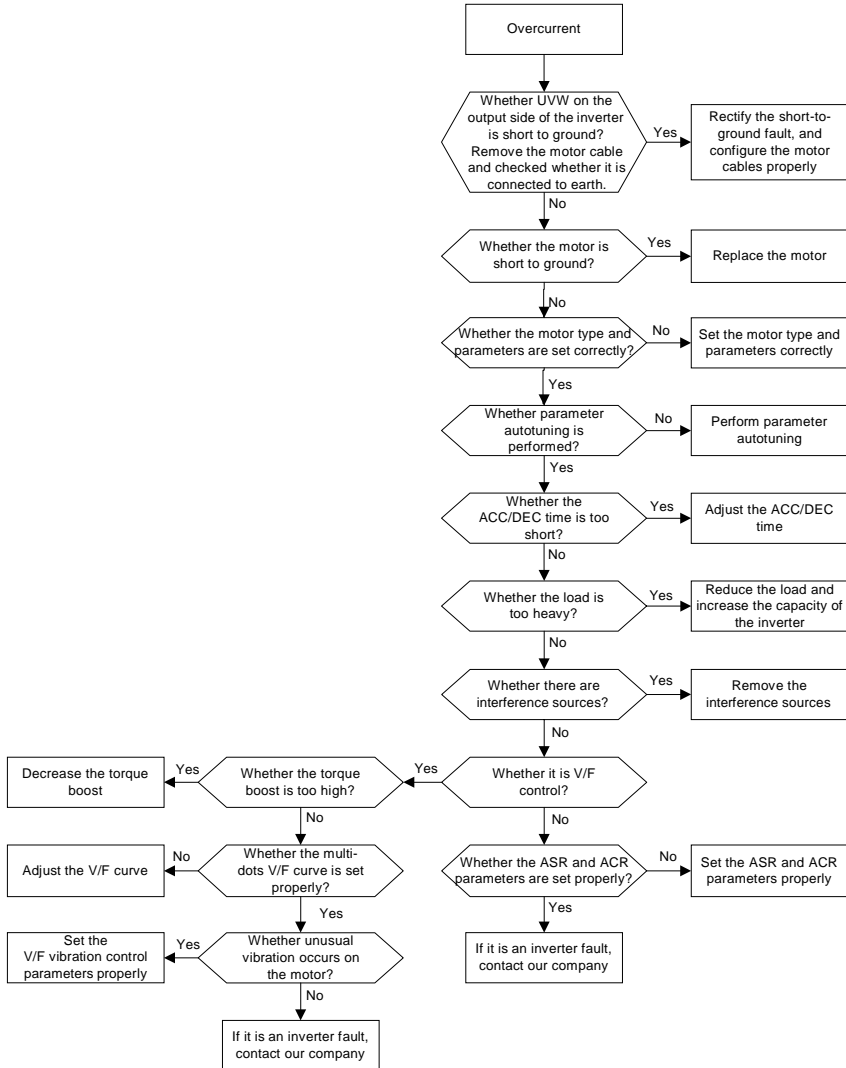 Overcurrent
Whether UVW on the
output side of the inverter
is short to ground?
Remove the motor cable
and checked whether it is
connected to earth.
Yes
Rectify the short-to-
ground fault, and
configure the motor
cables properly
No
Whether the motor is
short to ground?
Yes
Replace the motor
No
Whether the motor type and
parameters are set correctly?
No
Set the motor type and
parameters correctly
Yes
Whether parameter
autotuning is
performed?
No
Perform parameter
autotuning
Yes
Whether the
ACC/DEC time is too
short?
Yes
Adjust the ACC/DEC
time
No
Whether the load is
too heavy?
Yes
Reduce the load and
increase the capacity of
the inverter
No
Whether there are
interference sources?
Yes
Remove the
interference sources
No
Whether it is V/F
control?
Yes
Whether the torque
boost is too high?
Yes
Decrease the torque
boost
No
Whether the multi-
dots V/F curve is set
properly?
No
Adjust the V/F curve
Yes
Whether unusual
vibration occurs on
the motor?
Yes
Set the
V/F vibration control
parameters properly
No
If it is an inverter fault,
contact our company
No
Whether the ASR and ACR
parameters are set properly?
No
Set the ASR and ACR
parameters properly
Yes
If it is an inverter fault,
contact our company